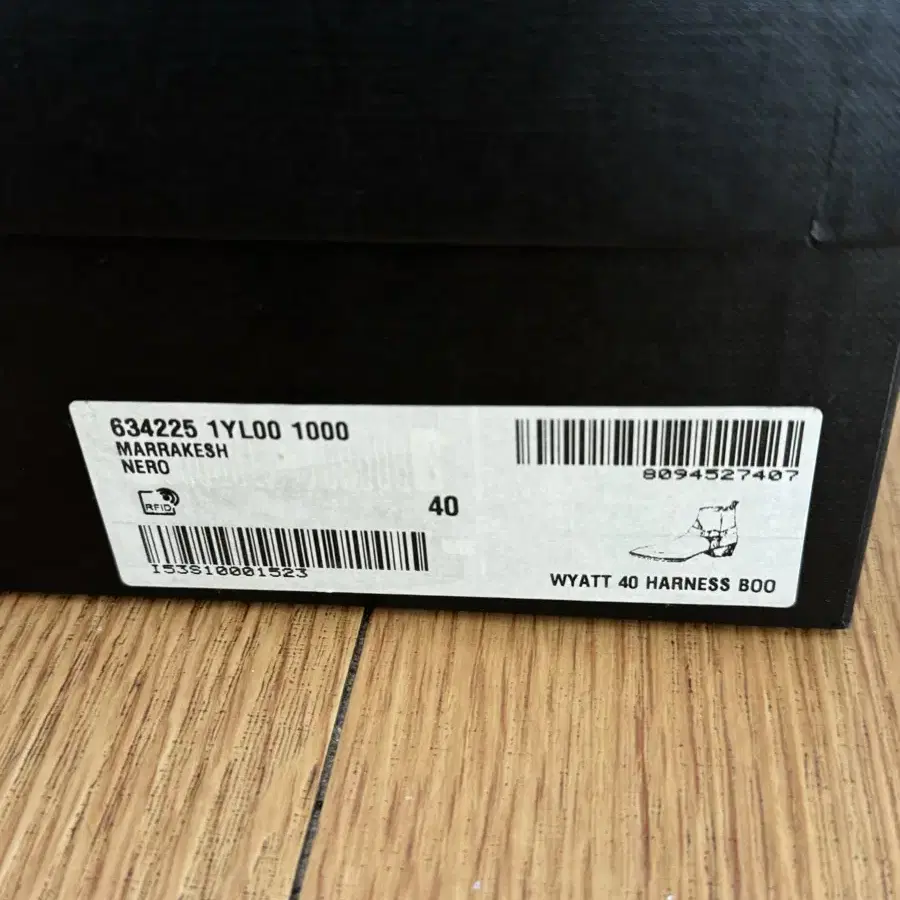 634225 1YL00 1000
MARRAKESH
NERO
RFID
40
I53S10001523
8094527407
WYATT 40 HARNESS BOO